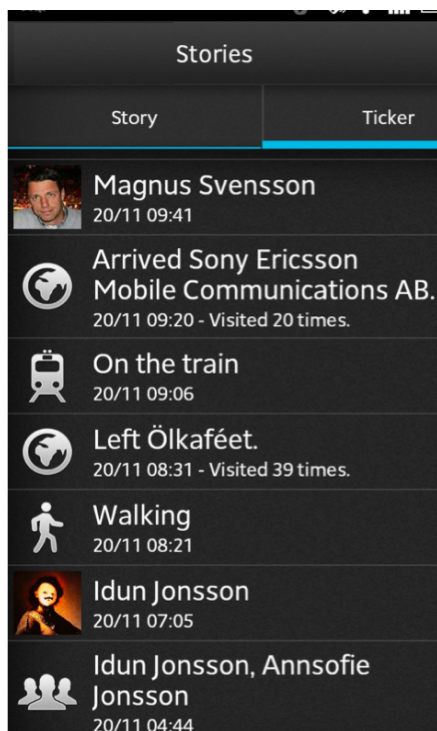 Stories
Story
Ticker
Magnus Svensson
20/11 09:41
Arrived Sony Ericsson
Mobile Communications AB.
20/11 09:20 - Visited 20 times.
On the train
20/11 09:06
Left Ölkaféet.
20/11 08:31 - Visited 39 times.
Walking
20/11 08:21
Idun Jonsson
20/11 07:05
Idun Jonsson, Annsofie
Jonsson
20/11 04:44